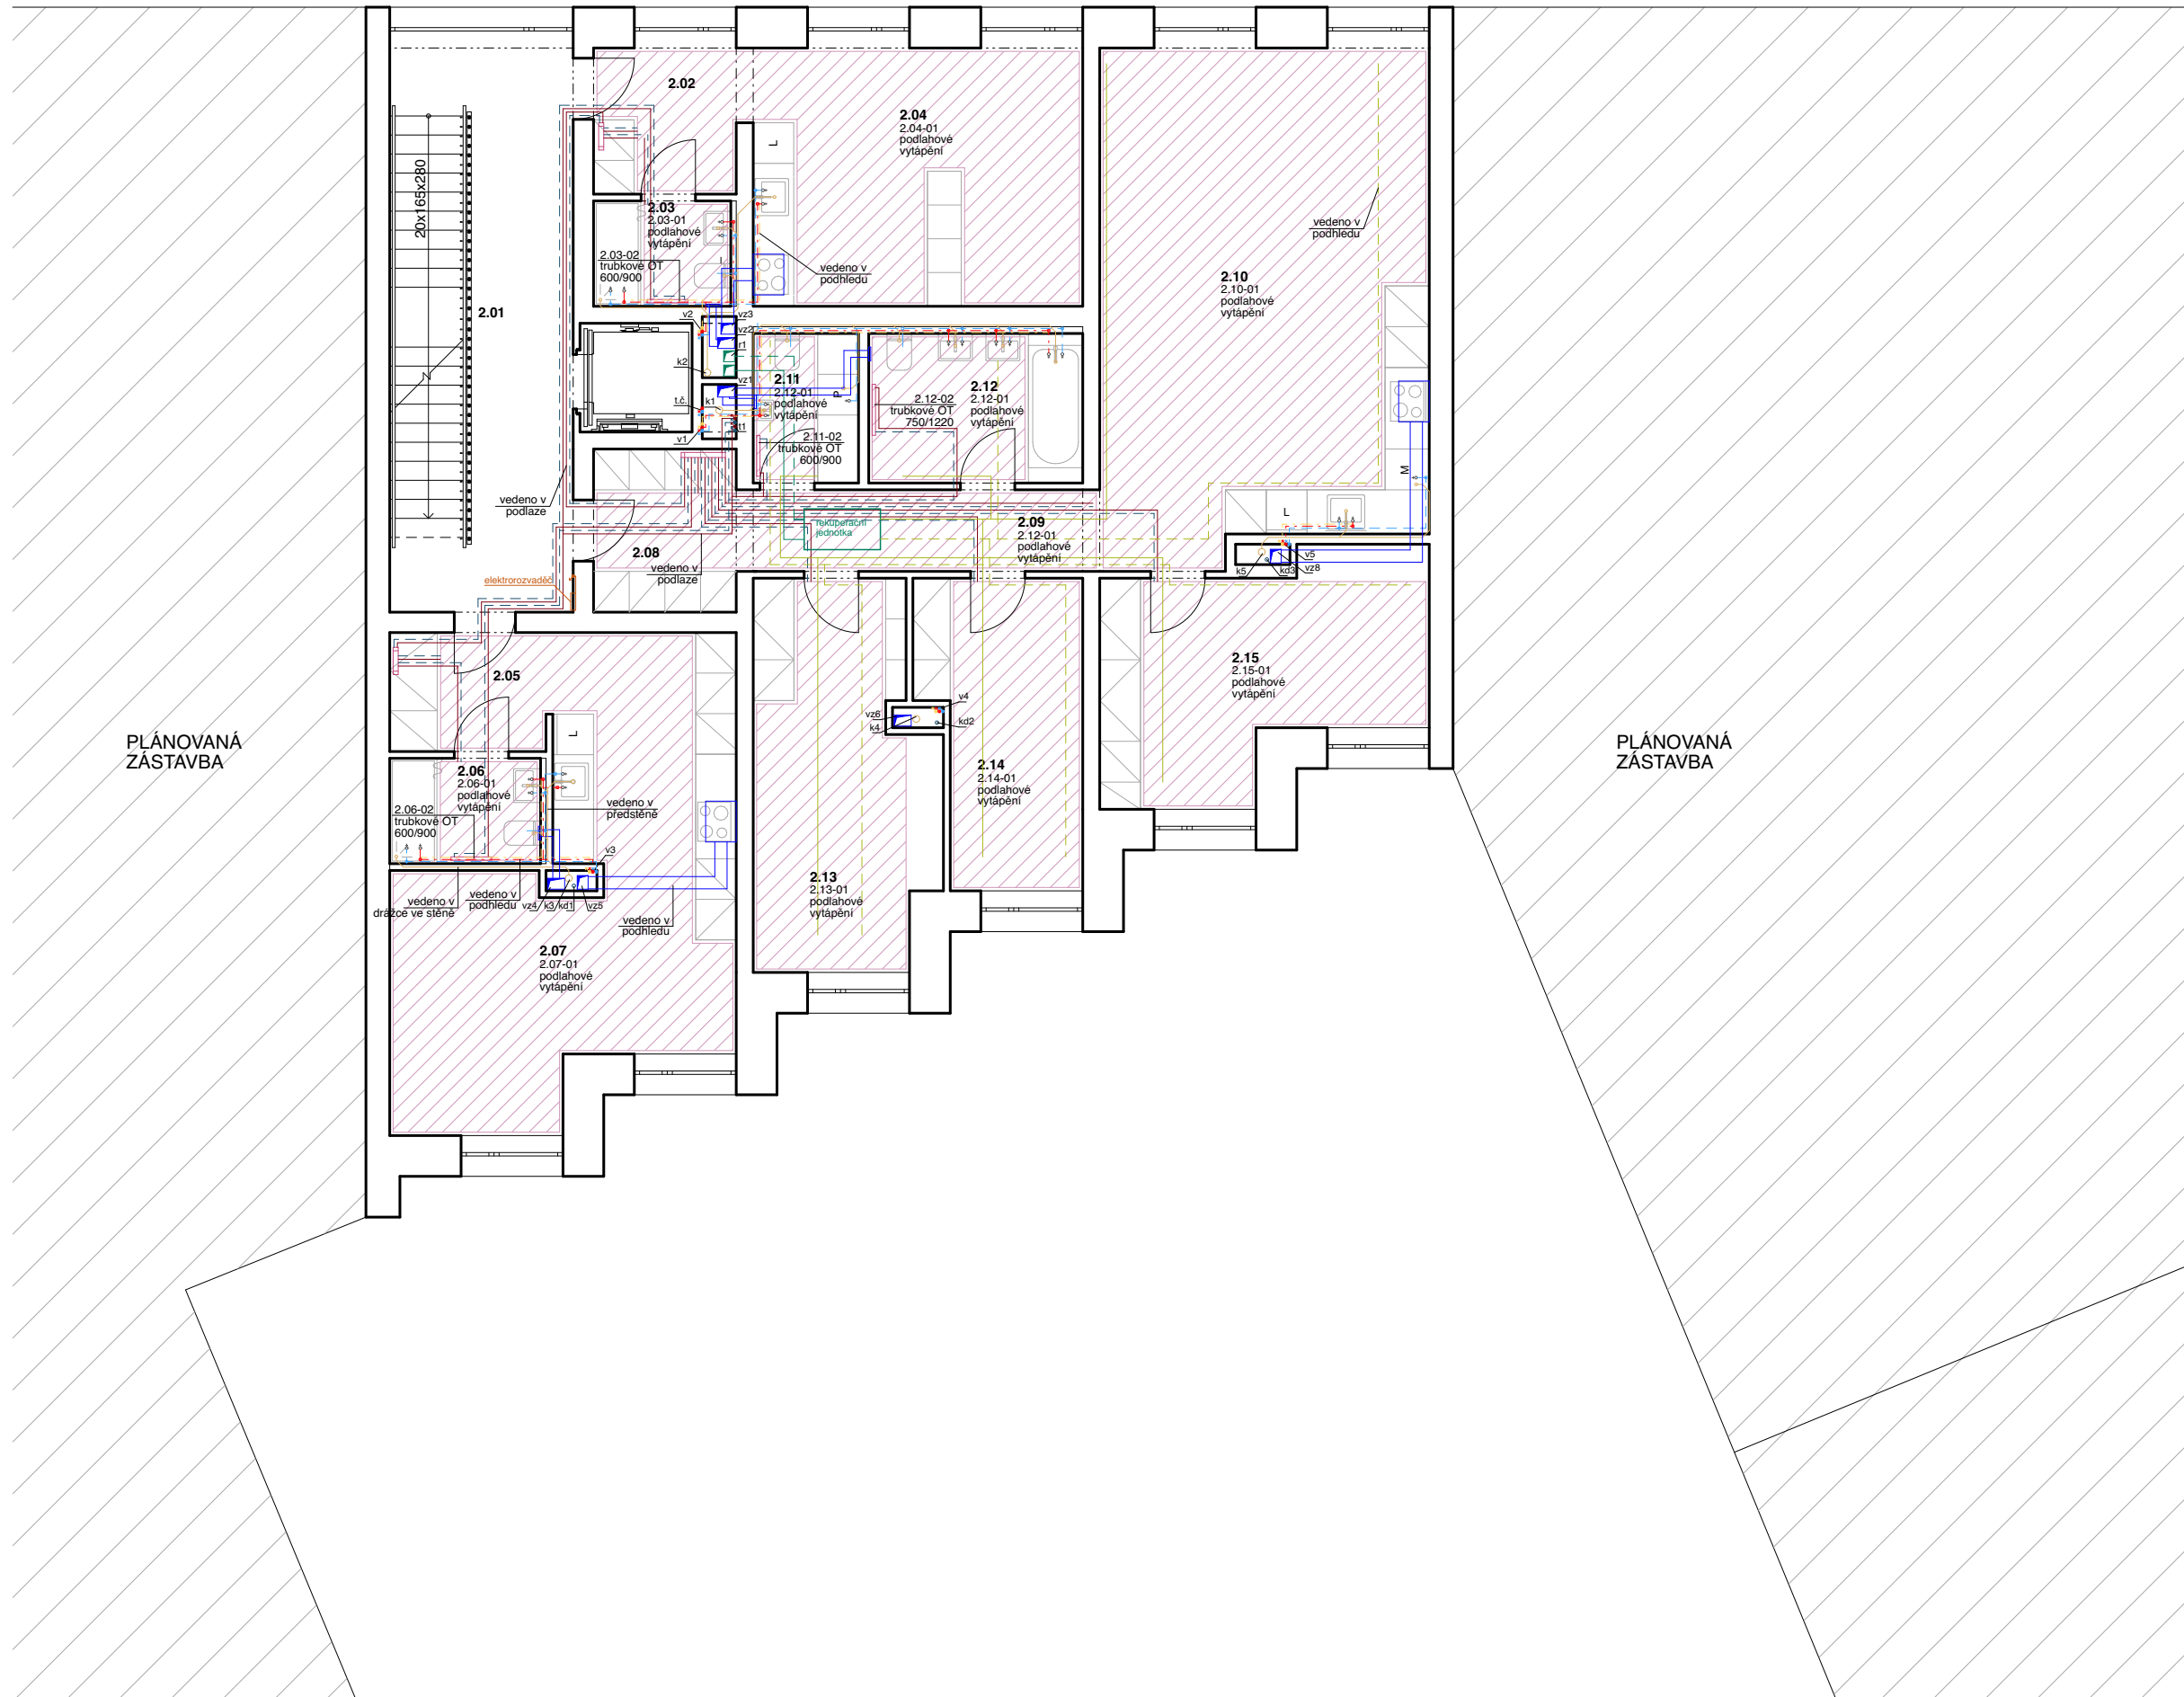 2.02
2.04
2.04-01
podlahové
vytápění
L
20x165x280
2.03
2.03-01
podlahové
vytápění
2.03-02
trubkové OT
600/900
vedeno v
podhledu
vedeno v
podhledu
2.10
2.10-01
podlahové
vytápění
2.01
v2
vz3
vz2
r1
k2
vz1
t.č.
k1
t1
v1
2.11
2.12-01
podlahové
vytápění
P
2.11-02
trubkové OT
600/900
2.12-02
trubkové OT
750/1220
2.12
2.12-01
podlahové
vytápění
M
L
vedeno v
podlaze
rekuperační
jednotka
2.09
2.12-01
podlahové
vytápění
2.08
vedeno v
podlaze
v5
vz8
k5
kd3
elektrorozvaděč
2.05
2.15
2.15-01
podlahové
vytápění
v4
vz6
k4
kd2
L
PLÁNOVANÁ
ZÁSTAVBA
PLÁNOVANÁ
ZÁSTAVBA
2.06
2.06-01
podlahové
vytápění
2.06-02
trubkové OT
600/900
vedeno v
předstěně
2.14
2.14-01
podlahové
vytápění
v3
2.13
2.13-01
podlahové
vytápění
vedeno v
drážce ve stěně
vedeno v
podhledu
vz4
k3
kd1
vz5
vedeno v
podhledu
2.07
2.07-01
podlahové
vytápění